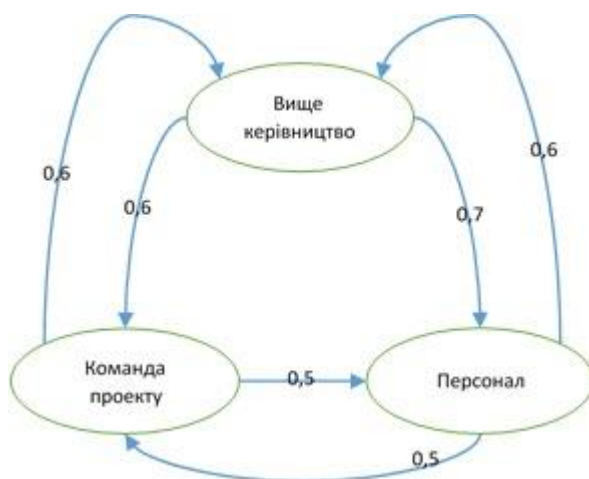 Вище
керівництво
0,6
0,6
0,6
0,7
Команда
проекту
0,5
Персонал
0,5